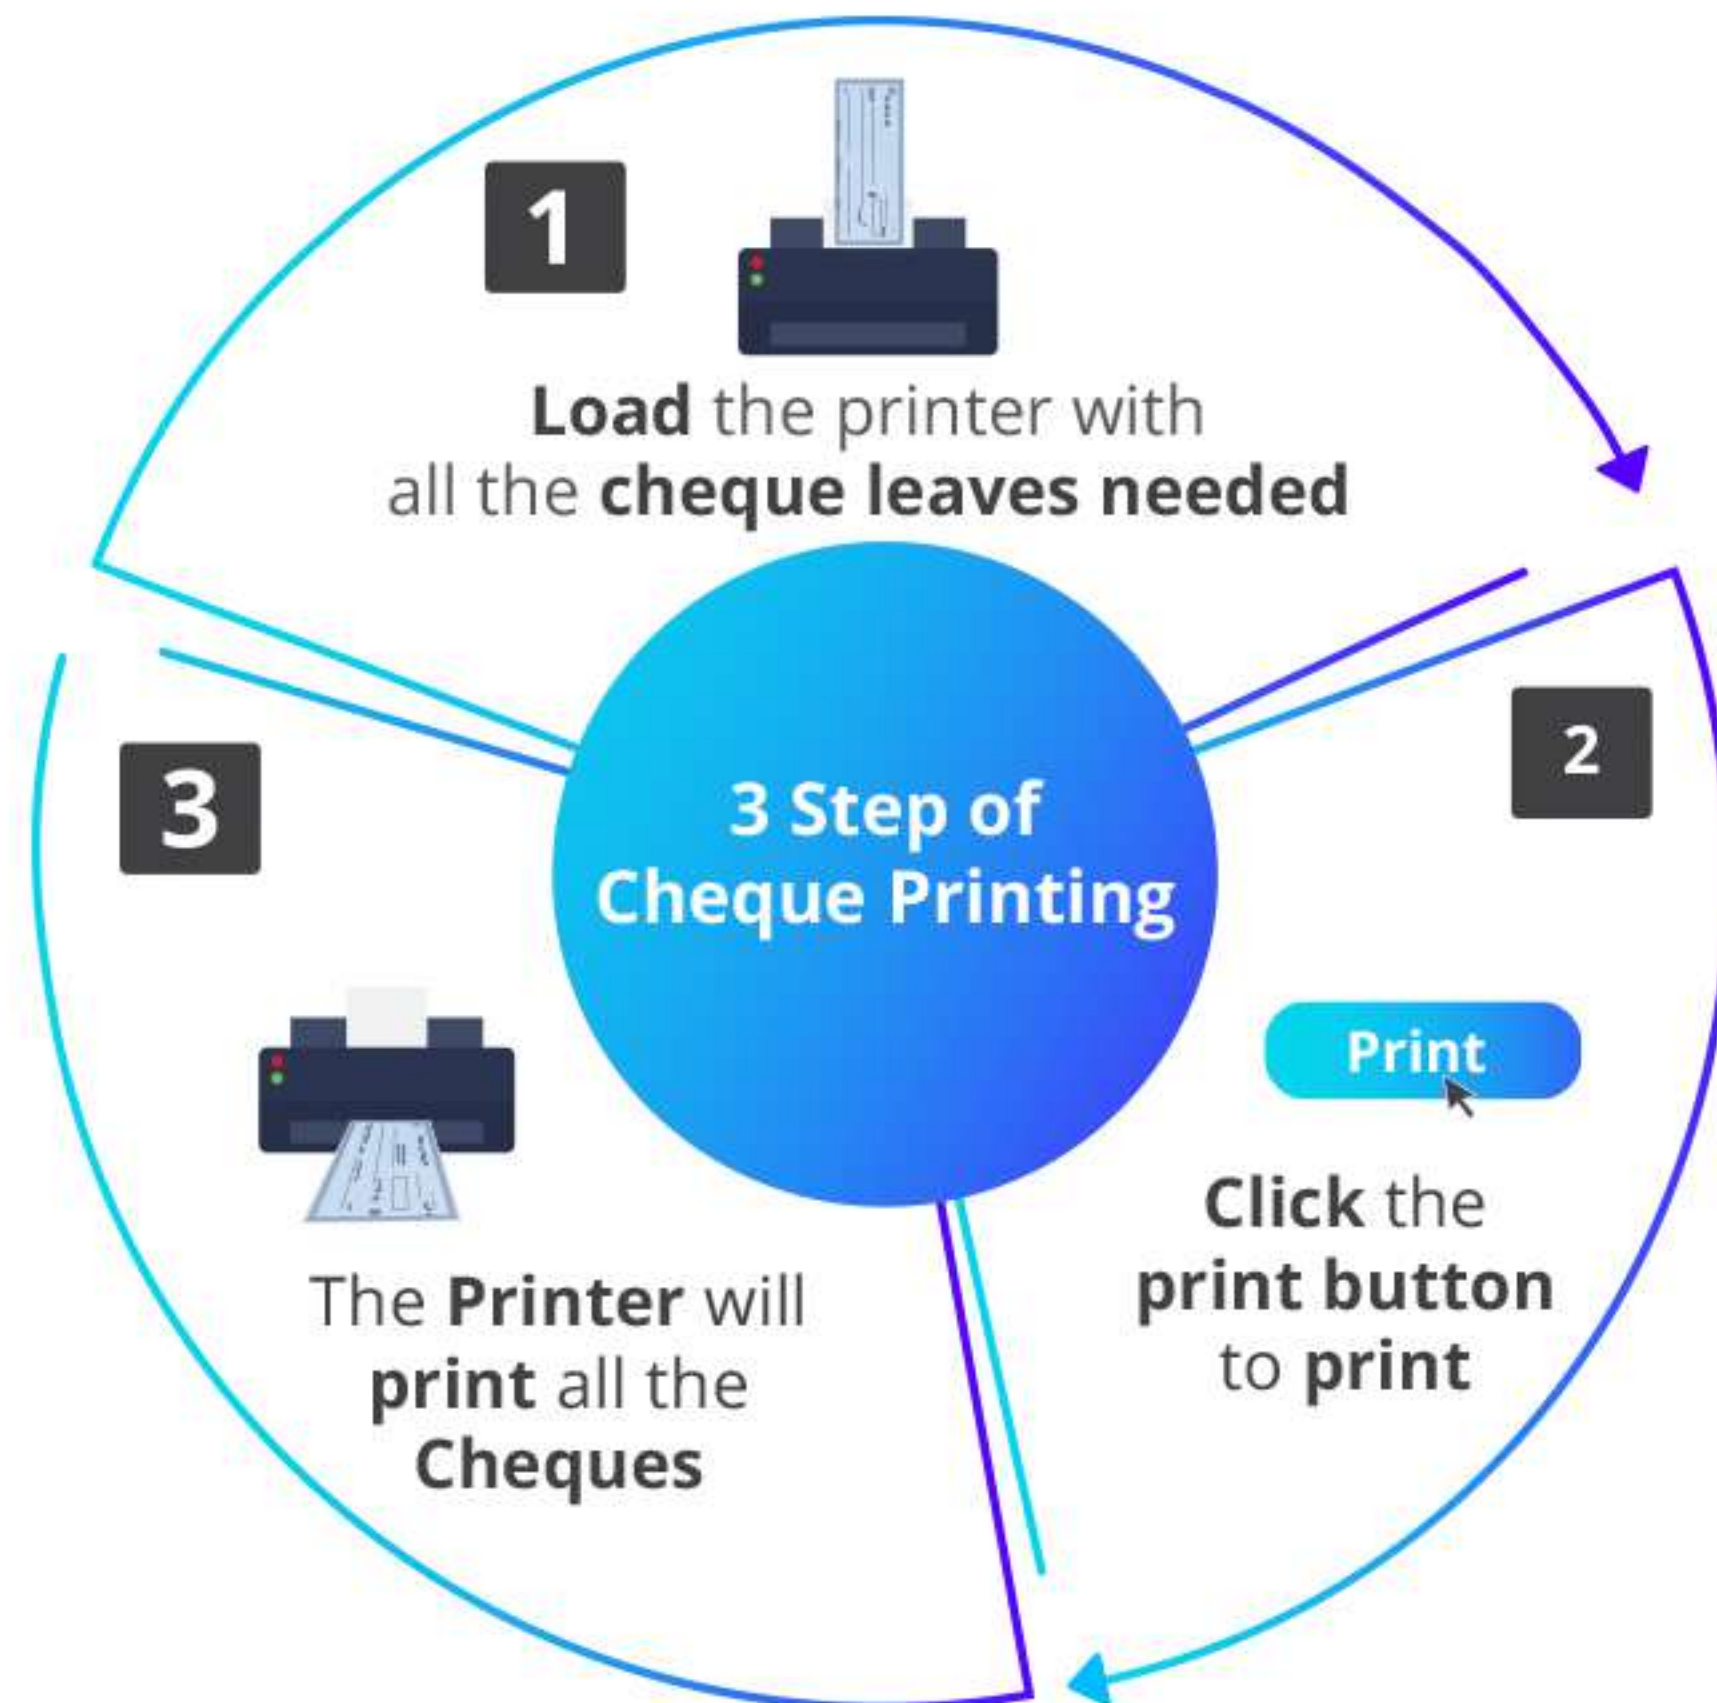 1
Load the printer with
all the cheque leaves needed
3 Step of
Cheque Printing
2
Print
Click the
print button
to print
3
The Printer will
print all the
Cheques